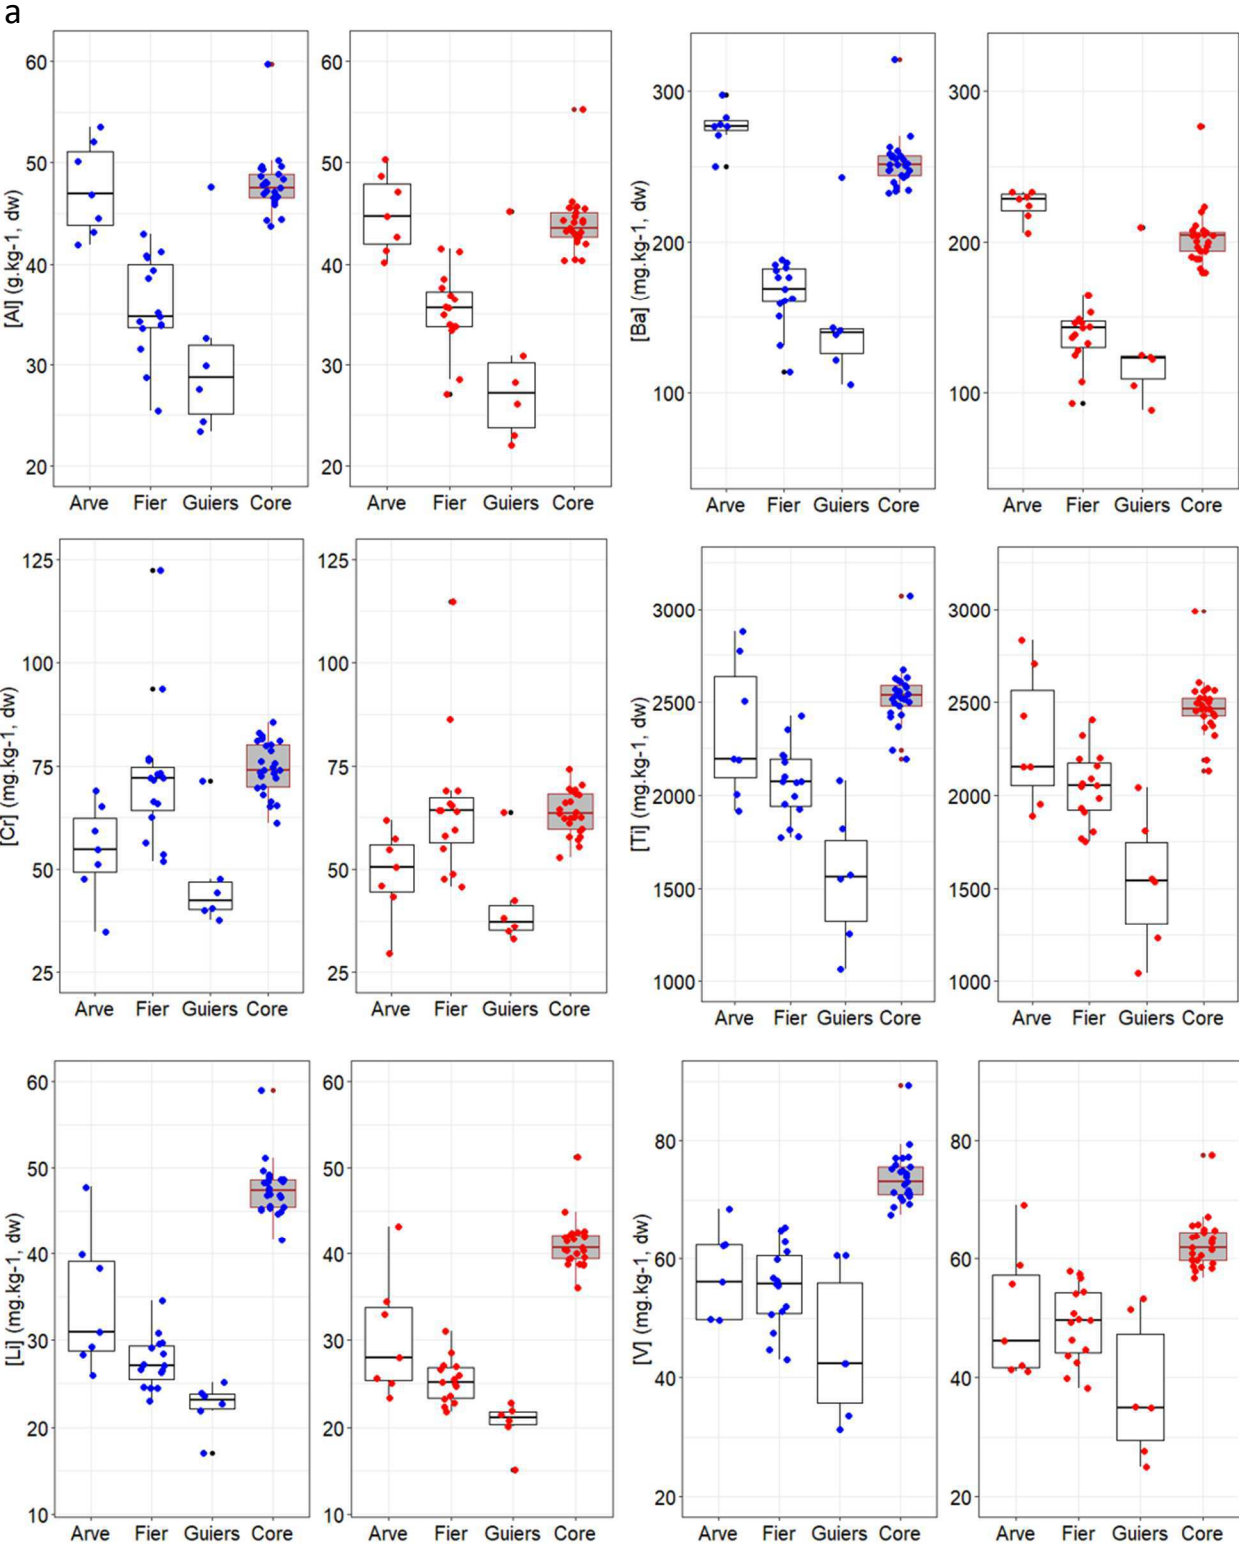 a
[Al] (g.kg-1, dw)
60
50
40
30
20
Arve Fier Guiers Core
60
50
40
30
20
Arve Fier Guiers Core
[Ba] (mg.kg-1, dw)
300
200
100
Arve Fier Guiers Core
300
200
100
Arve Fier Guiers Core
[Cr] (mg.kg-1, dw)
125
100
75
50
25
Arve Fier Guiers Core
125
100
75
50
25
Arve Fier Guiers Core
[Ti] (mg.kg-1, dw)
3000
2500
2000
1500
1000
Arve Fier Guiers Core
3000
2500
2000
1500
1000
Arve Fier Guiers Core
[Li] (mg.kg-1, dw)
60
50
40
30
20
10
Arve Fier Guiers Core
60
50
40
30
20
10
Arve Fier Guiers Core
[V] (mg.kg-1, dw)
80
60
40
20
Arve Fier Guiers Core
80
60
40
20
Arve Fier Guiers Core